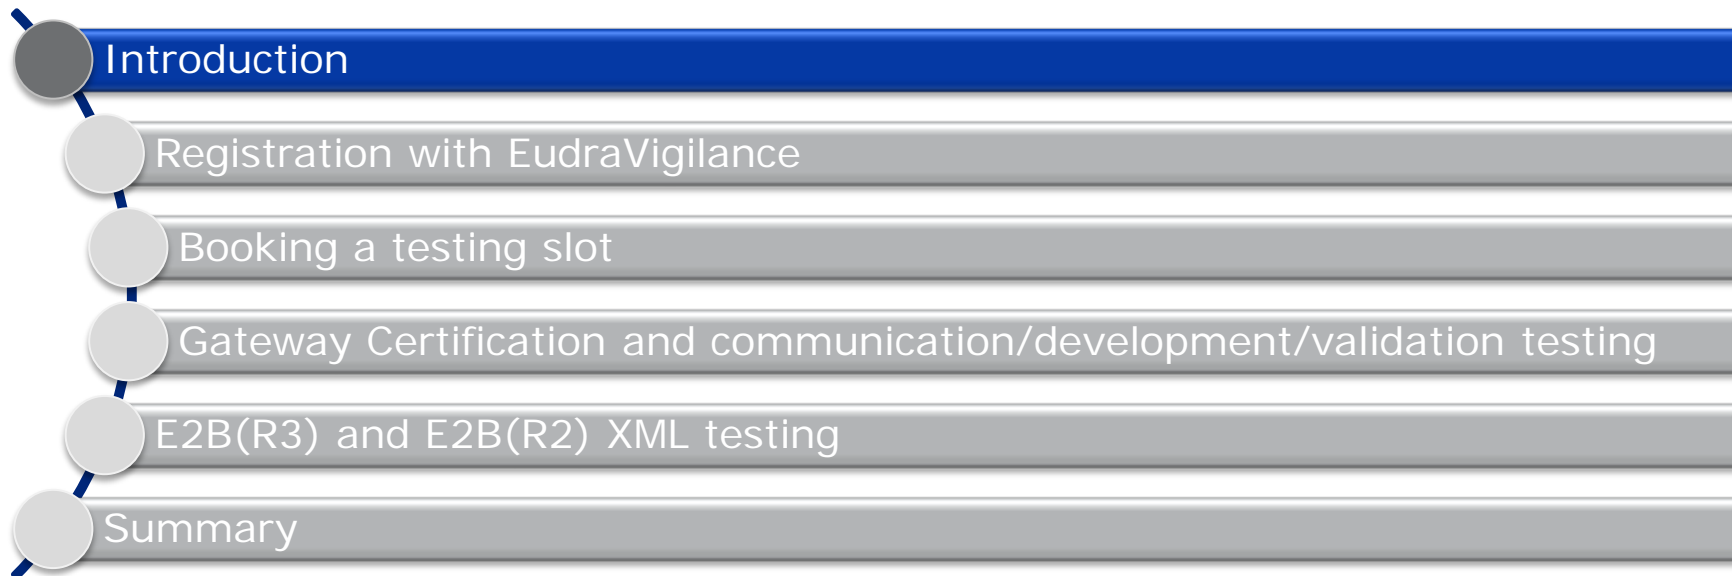 Introduction
Registration with EudraVigilance
Booking a testing slot
Gateway Certification and communication/development/validation testing
E2B(R3) and E2B(R2) XML testing
Summary